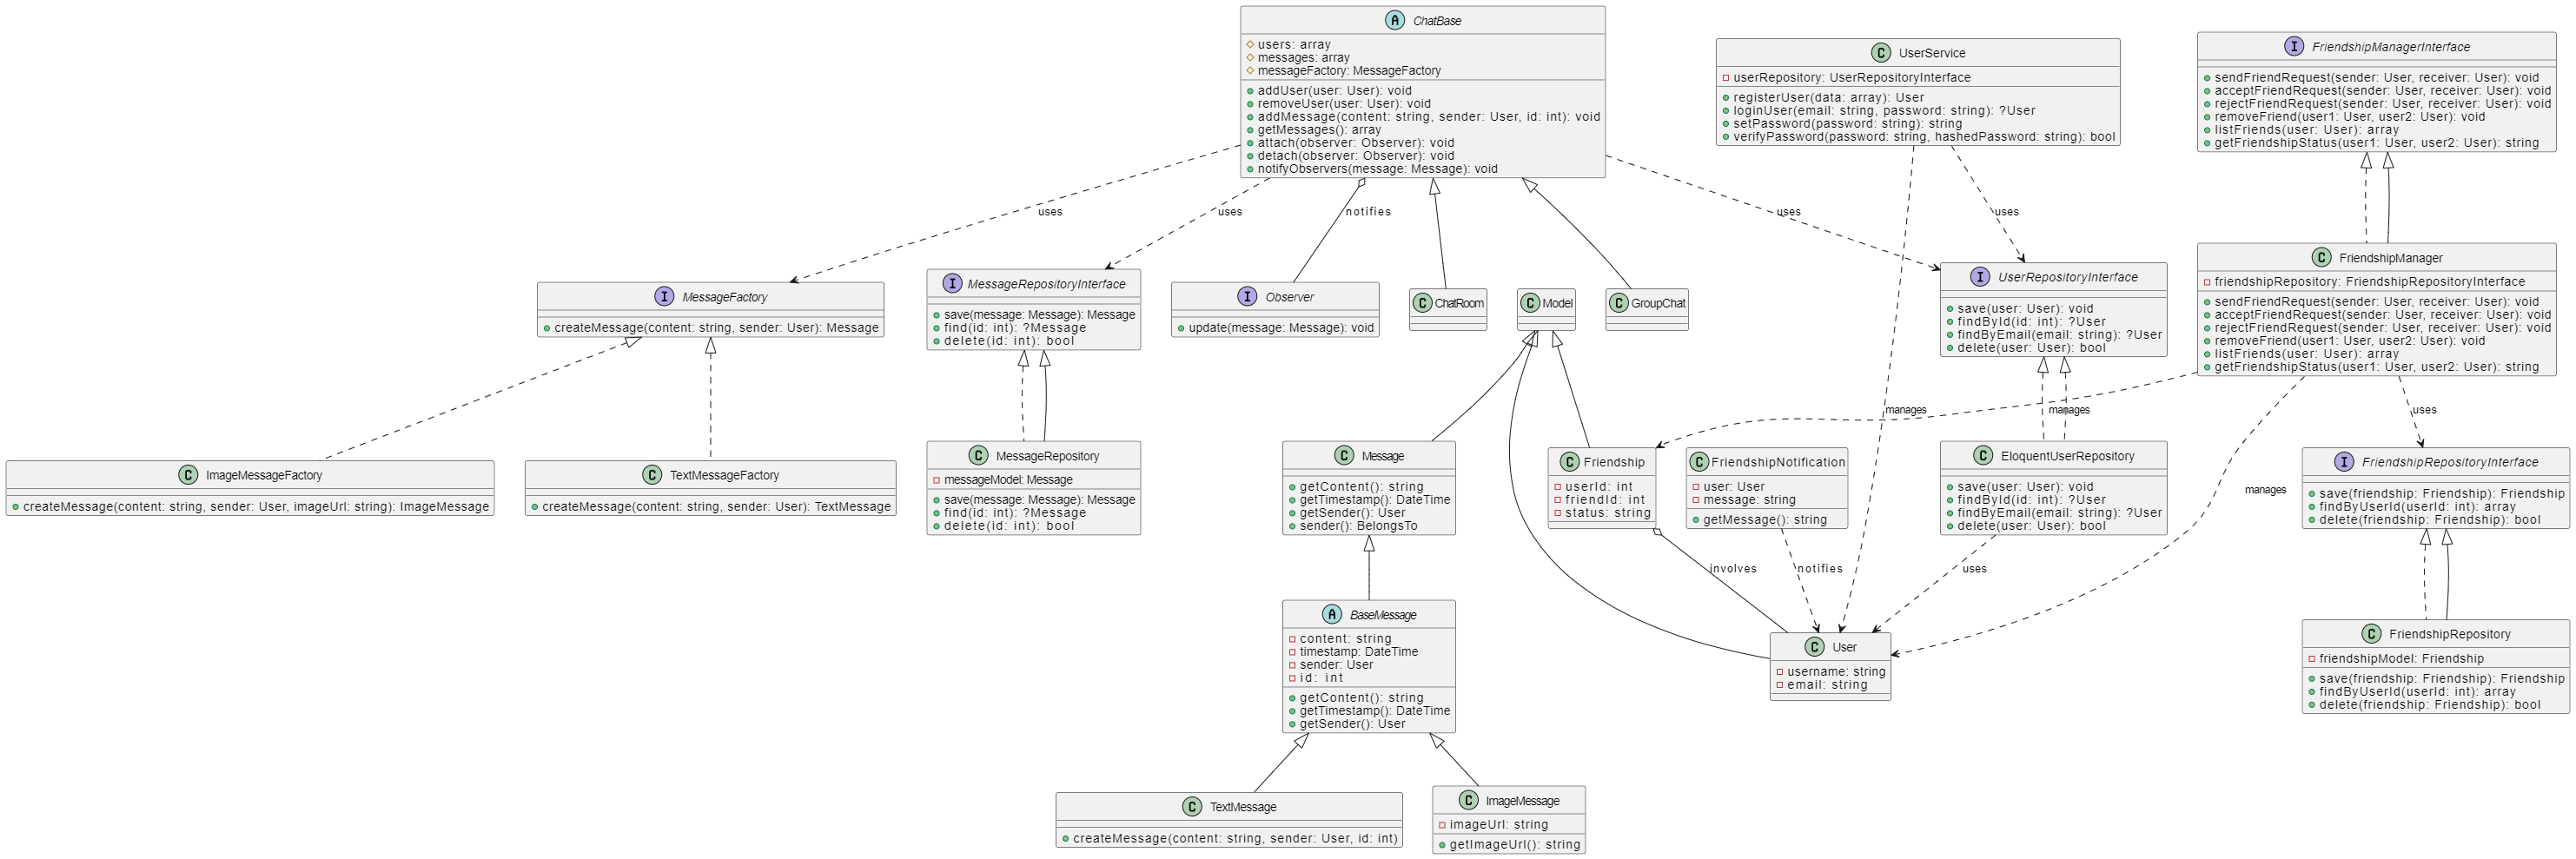 A ChatBase
users: array
messages: array
messageFactory: MessageFactory
addUser(user: User): void
removeUser(user: User): void
addMessage(content: string, sender: User, id: int): void
getMessages(): array
attach(observer: Observer): void
detach(observer: Observer): void
notifyObservers(message: Message): void
C UserService
userRepository: UserRepositoryInterface
registerUser(data: array): User
loginUser(email: string, password: string): ?User
setPassword(password: string): string
verifyPassword(password: string, hashedPassword: string): bool
I FriendshipManagerInterface
sendFriendRequest(sender: User, receiver: User): void
acceptFriendRequest(sender: User, receiver: User): void
rejectFriendRequest(sender: User, receiver: User): void
removeFriend(user1: User, user2: User): void
listFriends(user: User): array
getFriendshipStatus(user1: User, user2: User): string
uses
uses
notifies
uses
uses
I MessageFactory
createMessage(content: string, sender: User): Message
I MessageRepositoryInterface
save(message: Message): Message
find(id: int): ?Message
delete(id: int): bool
I Observer
update(message: Message): void
C ChatRoom
C Model
C GroupChat
I UserRepositoryInterface
save(user: User): void
findById(id: int): ?User
findByEmail(email: string): ?User
delete(user: User): bool
C FriendshipManager
friendshipRepository: FriendshipRepositoryInterface
sendFriendRequest(sender: User, receiver: User): void
acceptFriendRequest(sender: User, receiver: User): void
rejectFriendRequest(sender: User, receiver: User): void
removeFriend(user1: User, user2: User): void
listFriends(user: User): array
getFriendshipStatus(user1: User, user2: User): string
manages
manages
uses
C ImageMessageFactory
createMessage(content: string, sender: User, imageUrl: string): ImageMessage
C TextMessageFactory
createMessage(content: string, sender: User): TextMessage
C MessageRepository
messageModel: Message
save(message: Message): Message
find(id: int): ?Message
delete(id: int): bool
C Message
getContent(): string
getTimestamp(): DateTime
getSender(): User
sender(): BelongsTo
C Friendship
userId: int
friendId: int
status: string
C FriendshipNotification
user: User
message: string
getMessage(): string
C EloquentUserRepository
save(user: User): void
findById(id: int): ?User
findByEmail(email: string): ?User
delete(user: User): bool
manages
I FriendshipRepositoryInterface
save(friendship: Friendship): Friendship
findByUserId(userId: int): array
delete(friendship: Friendship): bool
involves
notifies
uses
A BaseMessage
content: string
timestamp: DateTime
sender: User
id: int
getContent(): string
getTimestamp(): DateTime
getSender(): User
C User
username: string
email: string
C FriendshipRepository
friendshipModel: Friendship
save(friendship: Friendship): Friendship
findByUserId(userId: int): array
delete(friendship: Friendship): bool
C TextMessage
createMessage(content: string, sender: User, id: int)
C ImageMessage
imageUrl: string
getImageUrl(): string